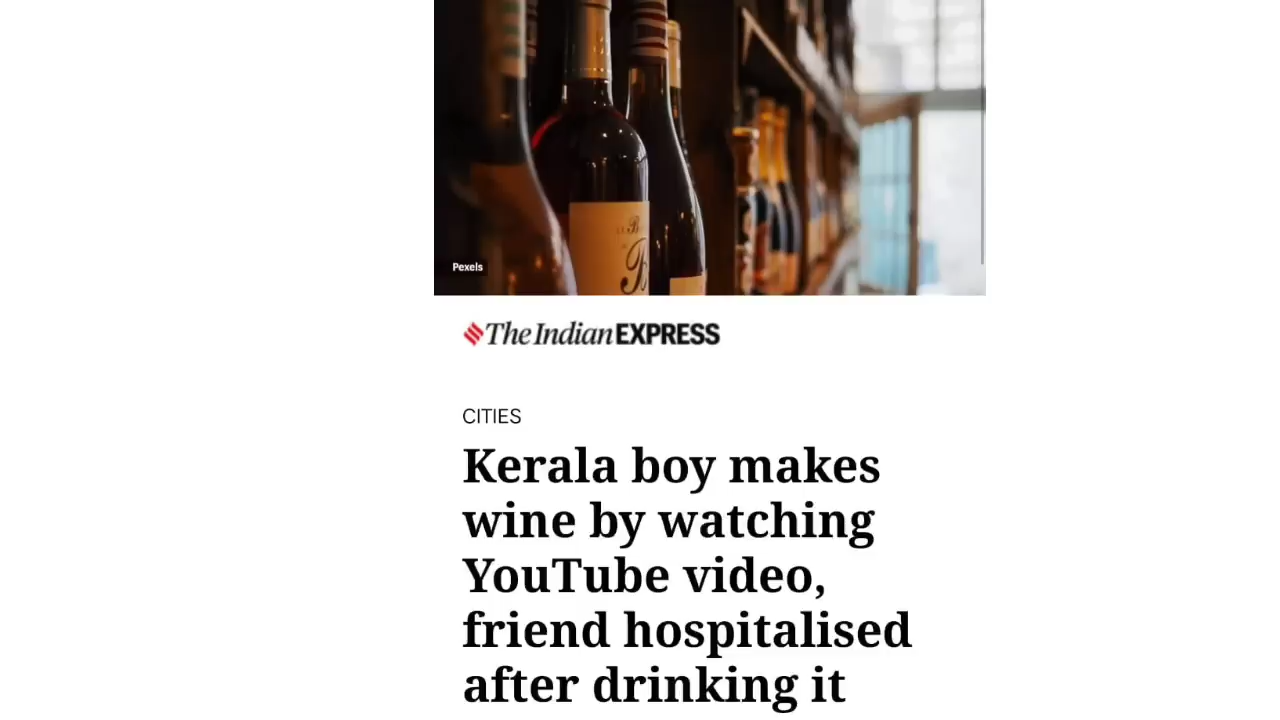 Pexels
The Indian EXPRESS
CITIES
Kerala boy makes
wine by watching
YouTube video,
friend hospitalised
after drinking it